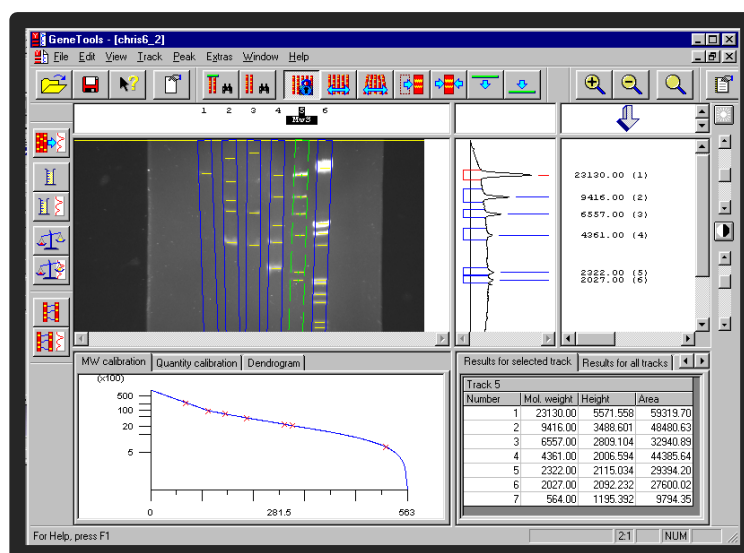 GeneTools - [chris6_2]
File Edit View Track Peak Extras Window Help
1 2 3 4 5 6
MwS
23130.00 (1)
9416.00 (2)
6557.00 (3)
4361.00 (4)
2322.00 (5)
2027.00 (6)
MW calibration Quantity calibration Dendrogram
(x100)
500
100
20
5
0 281.5 563
Results for selected track Results for all tracks
Track 5
Number Mol. weight Height Area
1 23130.00 5571.558 59319.70
2 9416.00 3488.601 48480.63
3 6557.00 2809.104 32940.89
4 4361.00 2006.594 44385.64
5 2322.00 2115.034 29394.20
6 2027.00 2092.232 27600.02
7 564.00 1195.392 9794.35
For Help, press F1
2:1 NUM